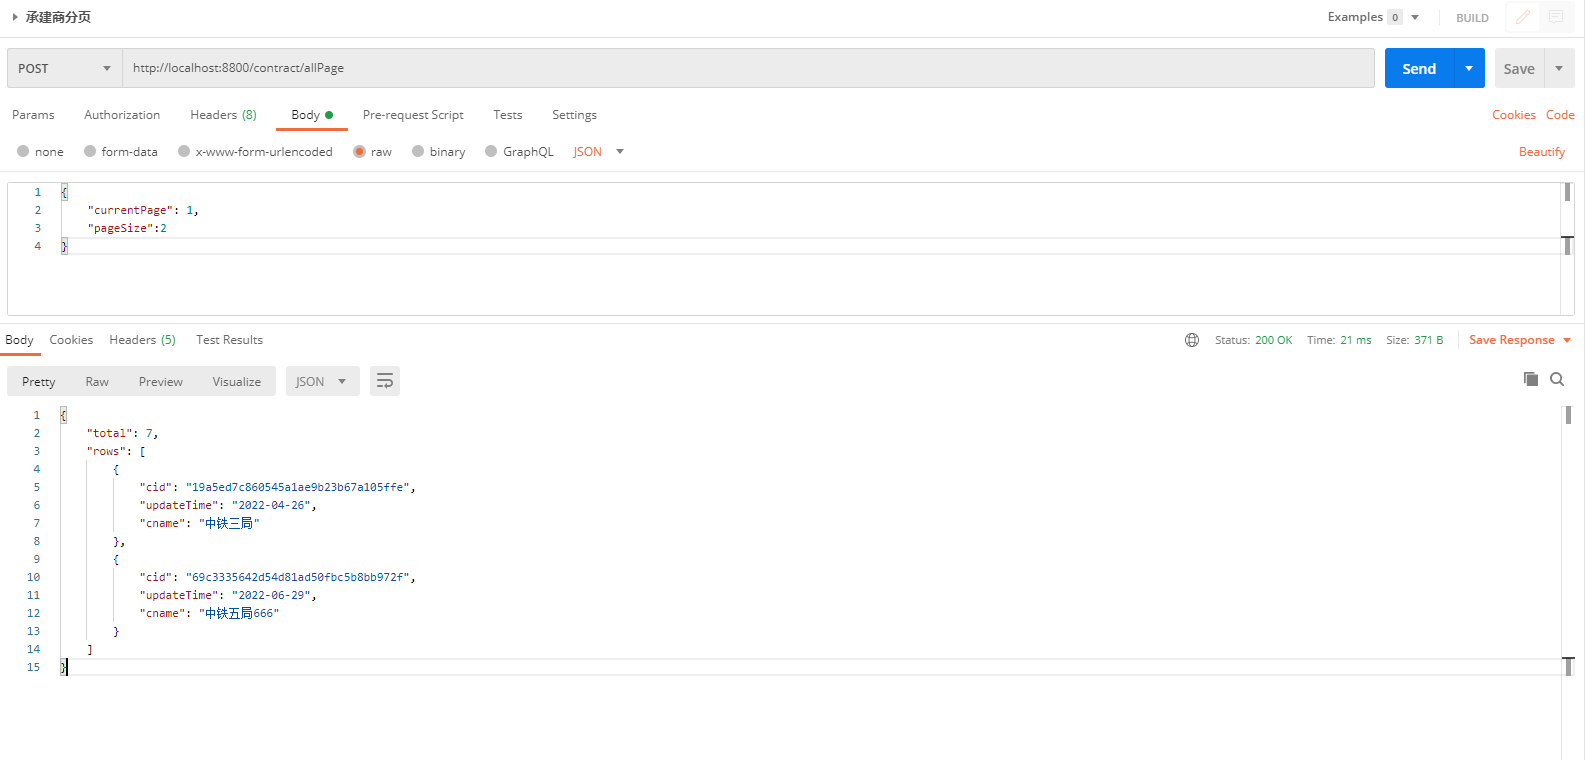 承建商分页
Examples 0 BUILD
POST http://localhost:8800/contract/allPage Send Save
Params Authorization Headers (8) Body Pre-request Script Tests Settings Cookies Code
none form-data x-www-form-urlencoded raw binary GraphQL JSON Beautify
1 {
2 "currentPage": 1,
3 "pageSize":2
4 }
Body Cookies Headers (5) Test Results Status: 200 OK Time: 21 ms Size: 371 B Save Response
Pretty Raw Preview Visualize JSON
1 {
2 "total": 7,
3 "rows": [
4 {
5 "cid": "19a5ed7c860545a1ae9b23b67a105ffe",
6 "updateTime": "2022-04-26",
7 "cname": "中铁三局"
8 },
9 {
10 "cid": "69c3335642d54d81ad50fbc5b8bb972f",
11 "updateTime": "2022-06-29",
12 "cname": "中铁五局666"
13 }
14 ]
15 }